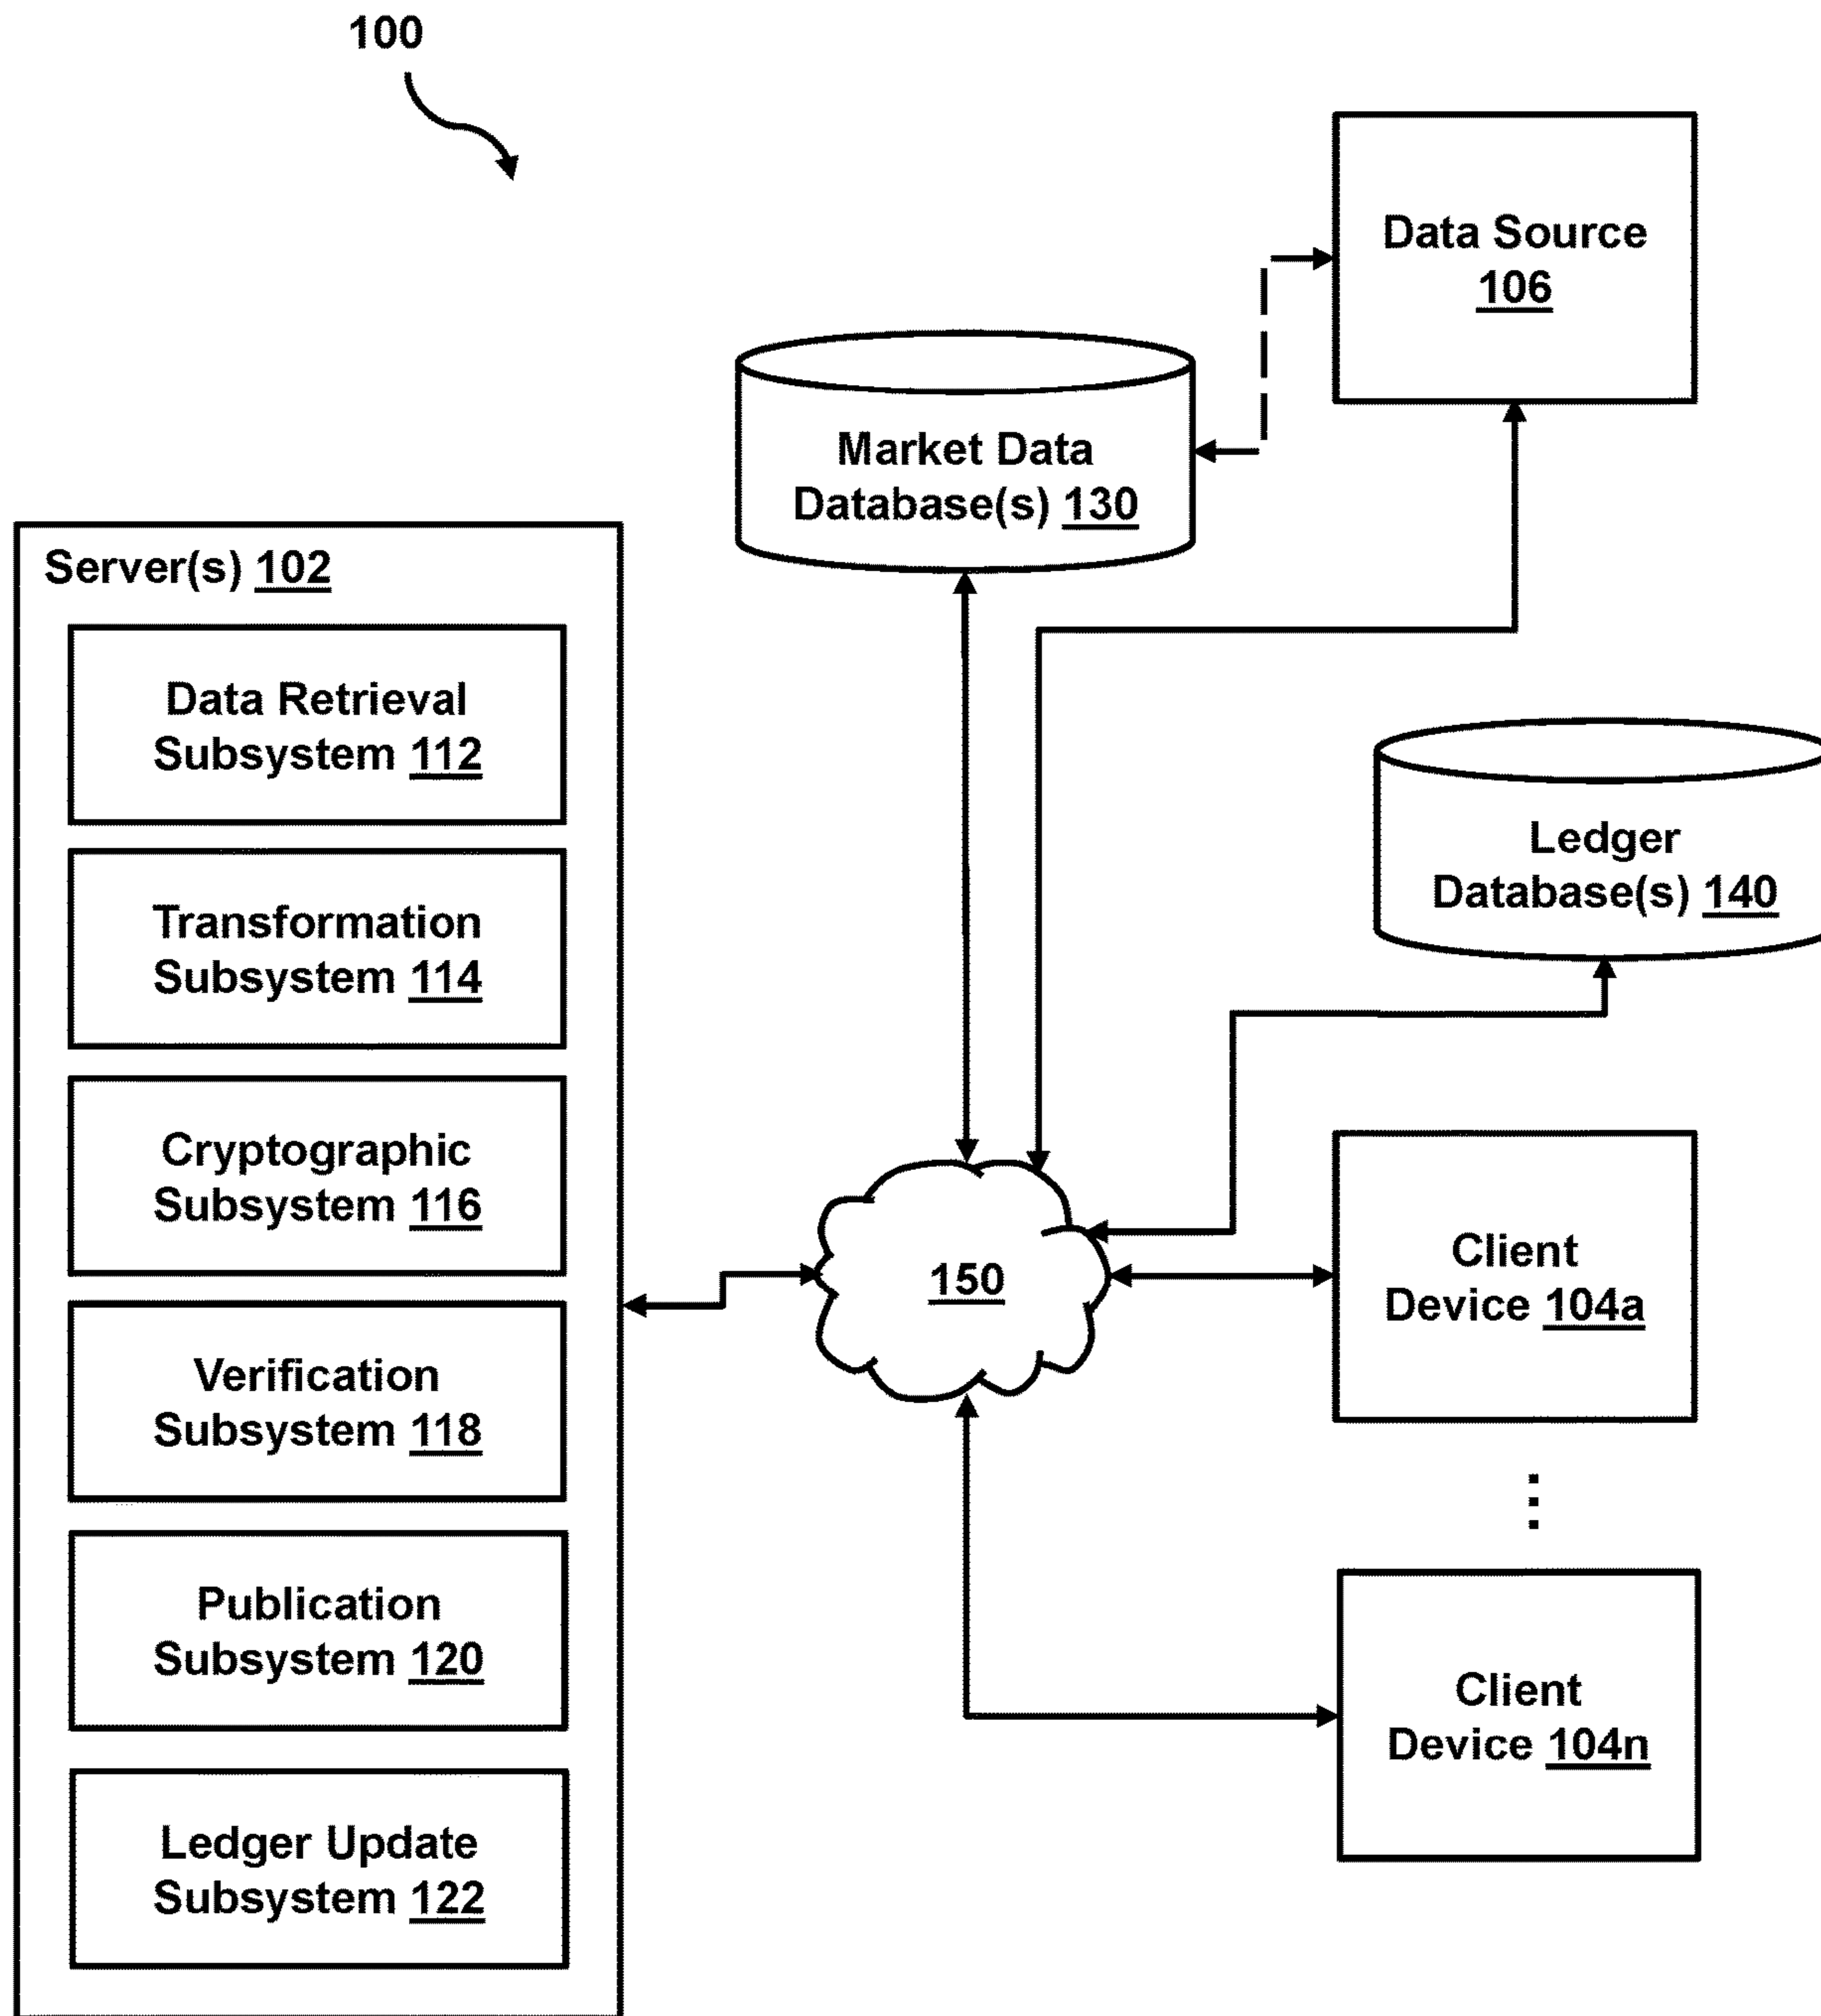 100
Data Source
106
Market Data
Database(s) 130
Server(s) 102
Data Retrieval
Subsystem 112
Transformation
Subsystem 114
Cryptographic
Subsystem 116
Verification
Subsystem 118
Publication
Subsystem 120
Ledger Update
Subsystem 122
Ledger
Database(s) 140
150
Client
Device 104a
Client
Device 104n